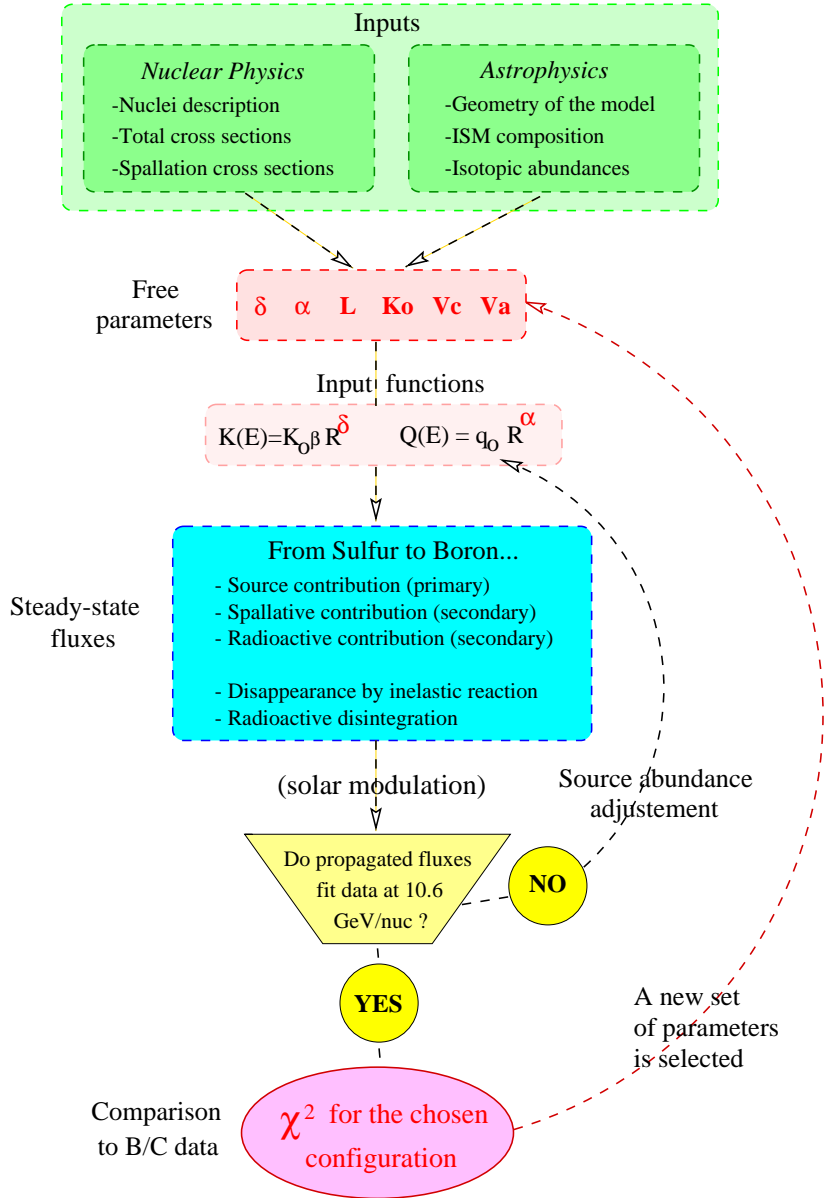 Inputs
Nuclear Physics
-Nuclei description
-Total cross sections
-Spallation cross sections
Astrophysics
-Geometry of the model
-ISM composition
-Isotopic abundances
Free
parameters
δ α L Ko Vc Va
Input functions
K(E)=K₀β R^δ
Q(E) = q₀ R^α
From Sulfur to Boron...
- Source contribution (primary)
- Spallative contribution (secondary)
- Radioactive contribution (secondary)
- Disappearance by inelastic reaction
- Radioactive disintegration
Steady-state
fluxes
(solar modulation)
Source abundance
adjustement
Do propagated fluxes
fit data at 10.6
GeV/nuc ?
NO
YES
A new set
of parameters
is selected
Comparison
to B/C data
χ² for the chosen
configuration